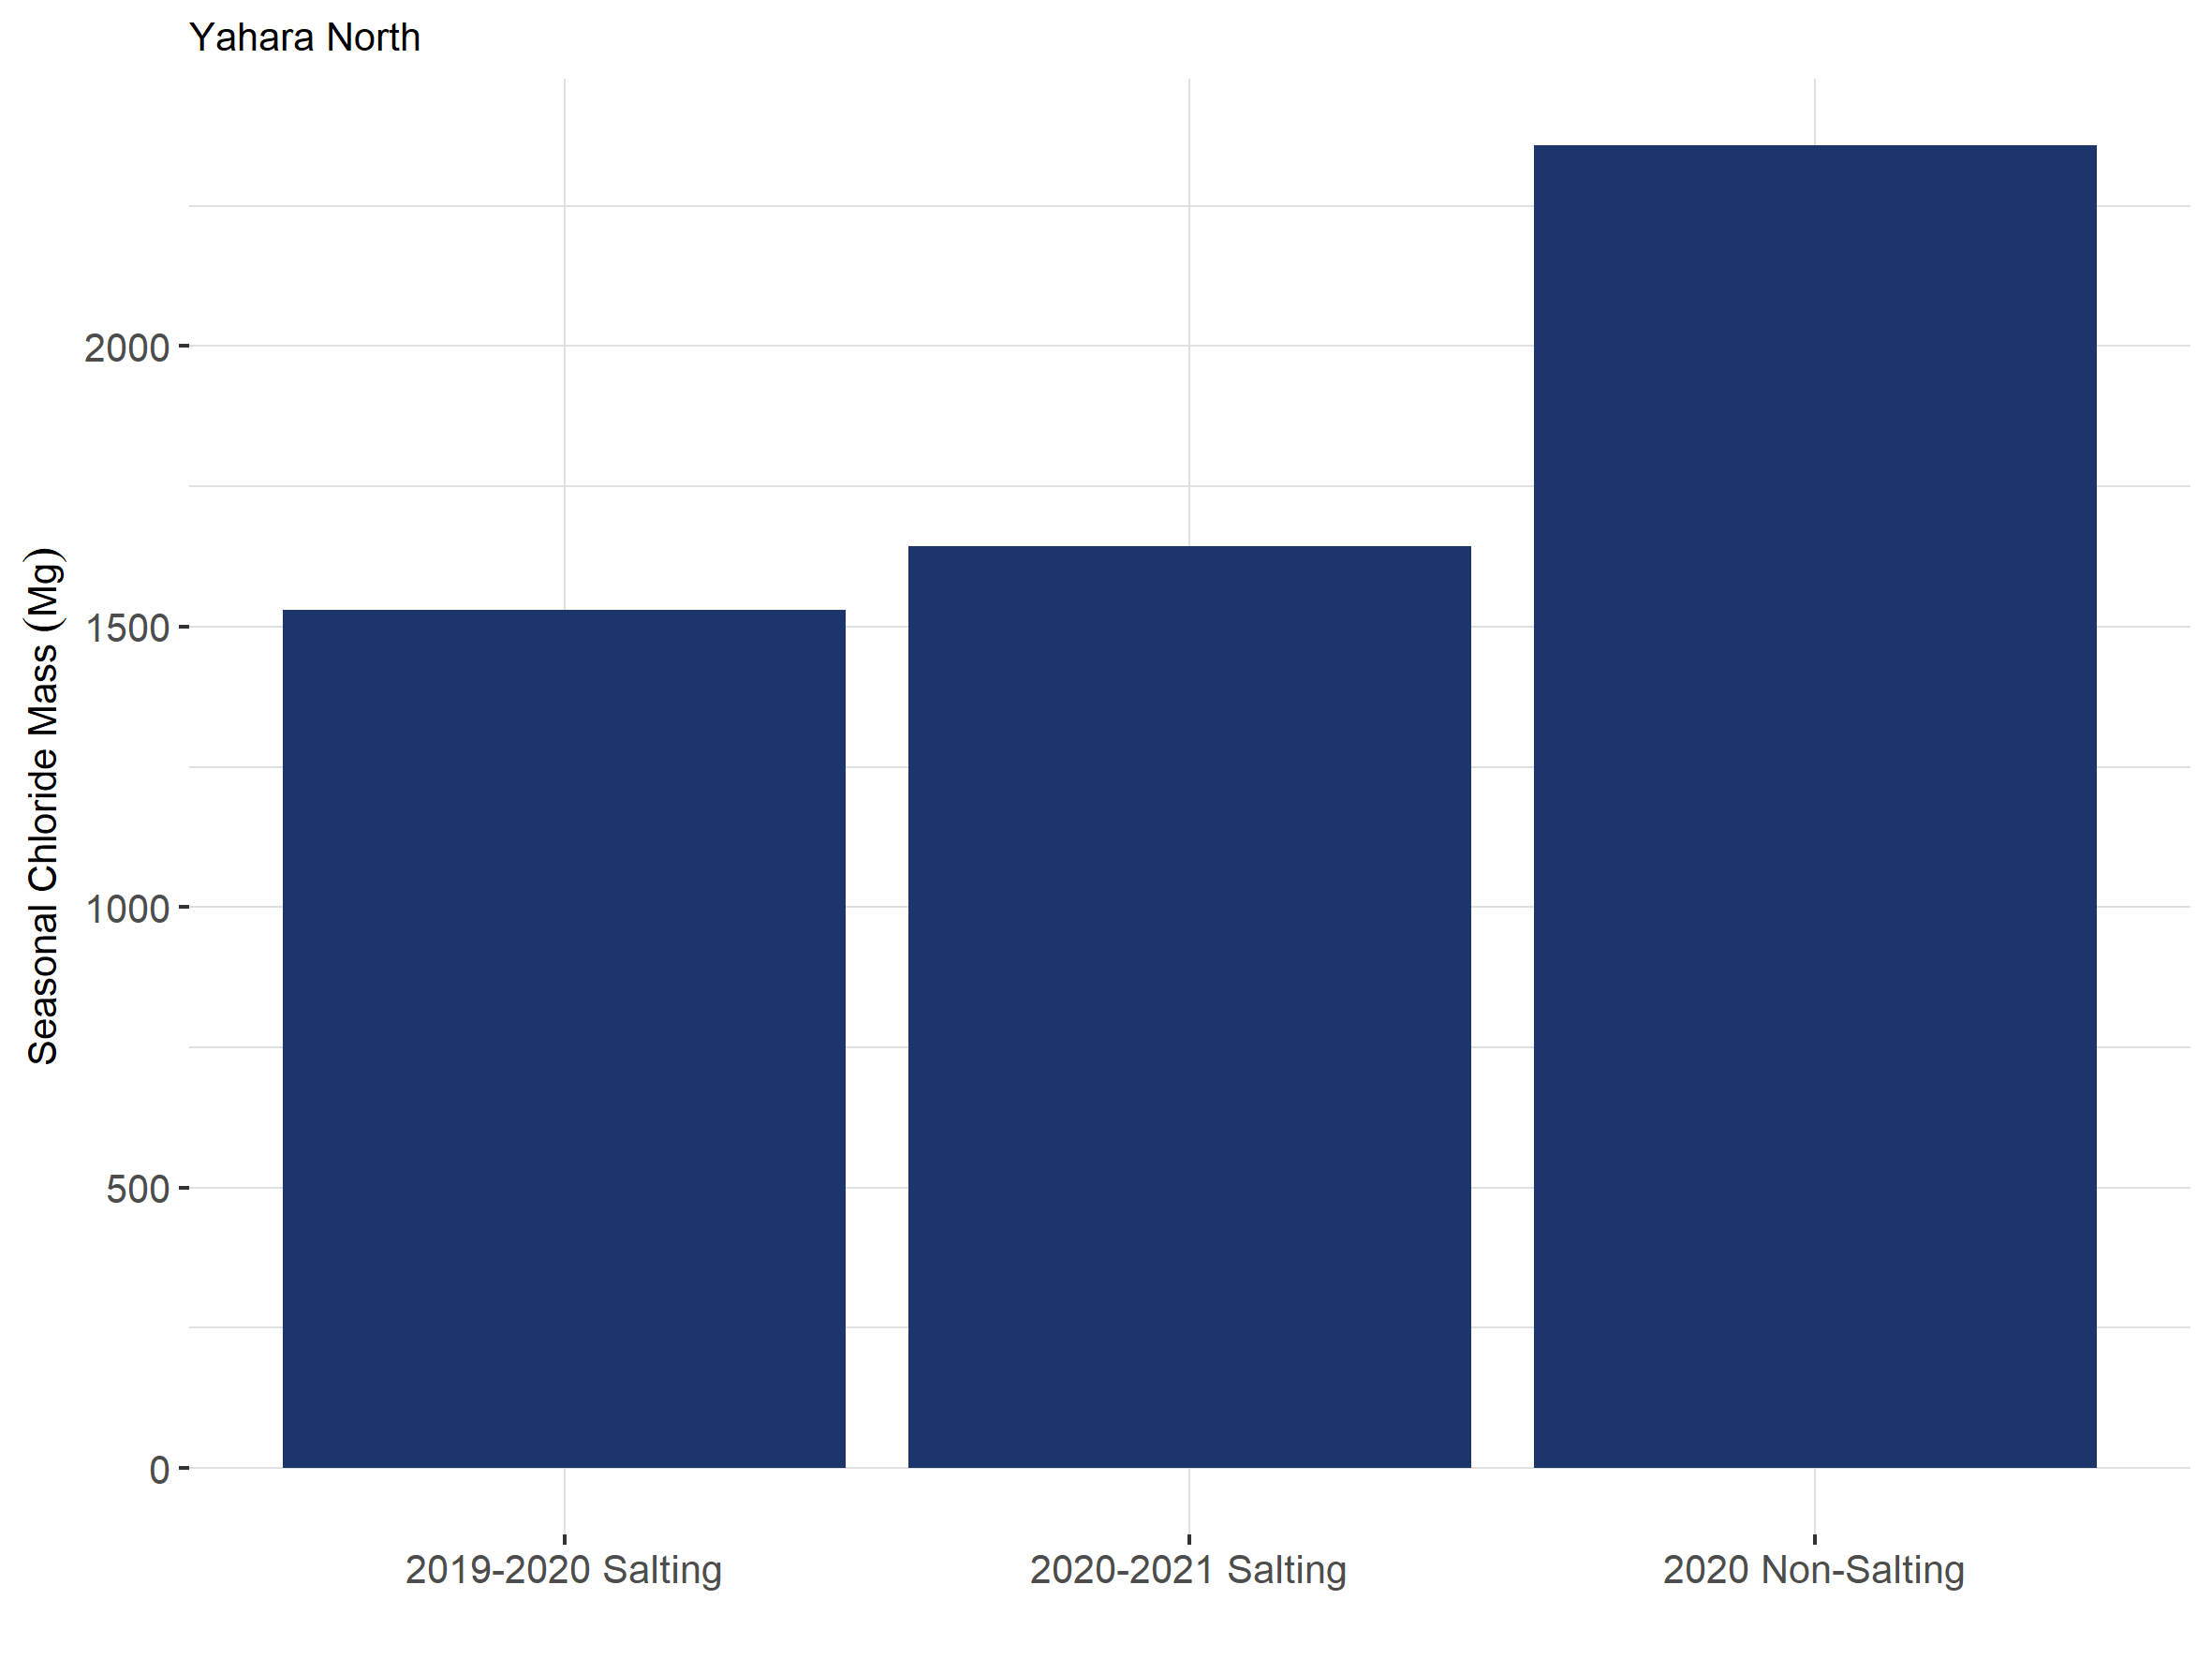 Yahara North
Seasonal Chloride Mass (Mg)
2000
1500
1000
500
0
2019-2020 Salting
2020-2021 Salting
2020 Non-Salting